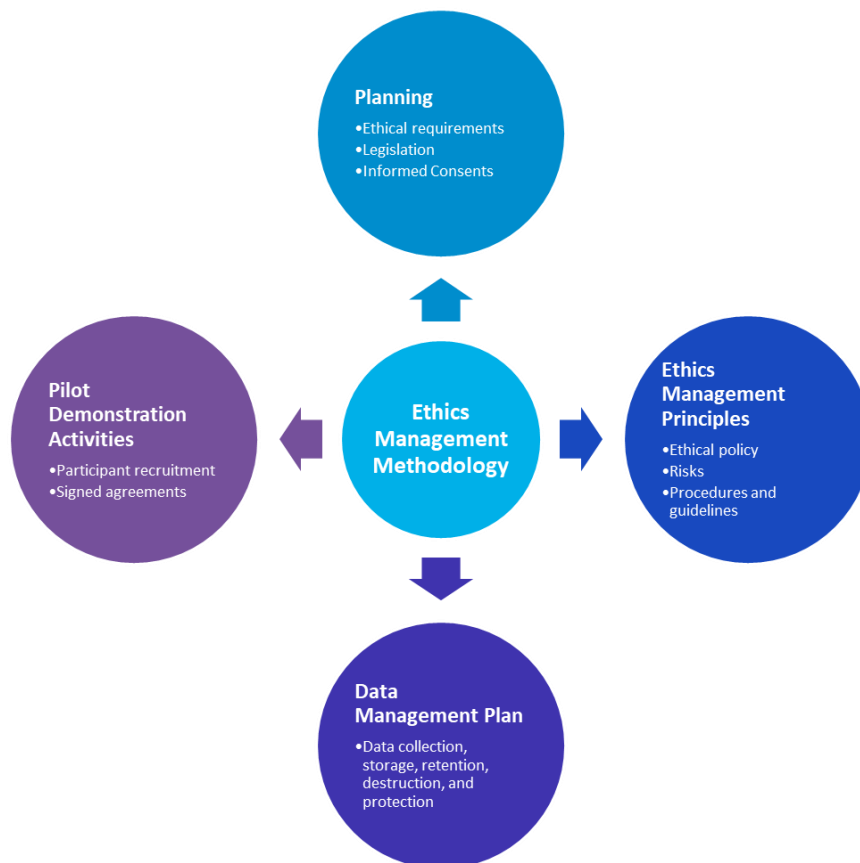 Planning
•Ethical requirements
•Legislation
•Informed Consents
Pilot
Demonstration
Activities
•Participant recruitment
•Signed agreements
Ethics
Management
Methodology
Ethics
Management
Principles
•Ethical policy
•Risks
•Procedures and
guidelines
Data
Management Plan
•Data collection,
storage, retention,
destruction, and
protection